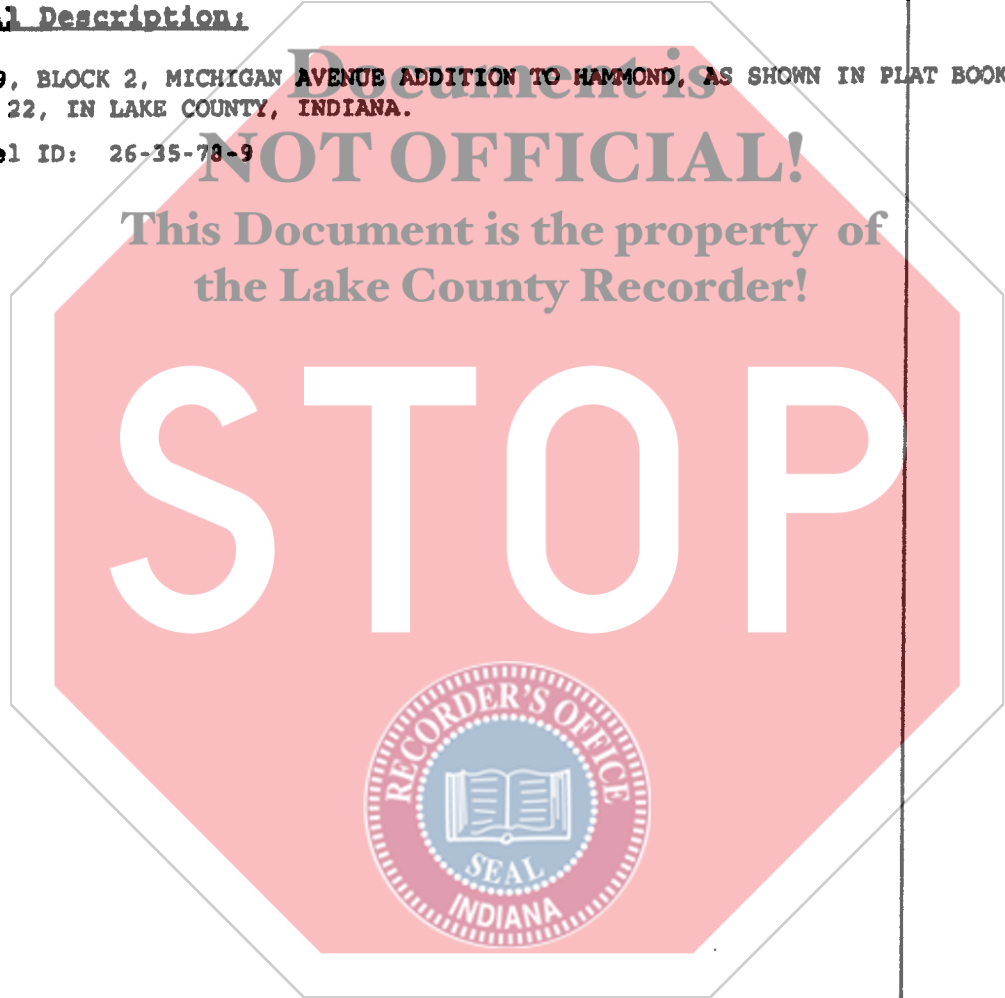 al Description:
Document is
9, BLOCK 2, MICHIGAN AVENUE ADDITION TO HAMMOND, AS SHOWN IN PLAT BOOK
22, IN LAKE COUNTY, INDIANA.
NOT OFFICIAL!
el ID: 26-35-78-9
This Document is the property of
the Lake County Recorder!
STOP
RECORDER'S OFFICE
SEAL
INDIANA